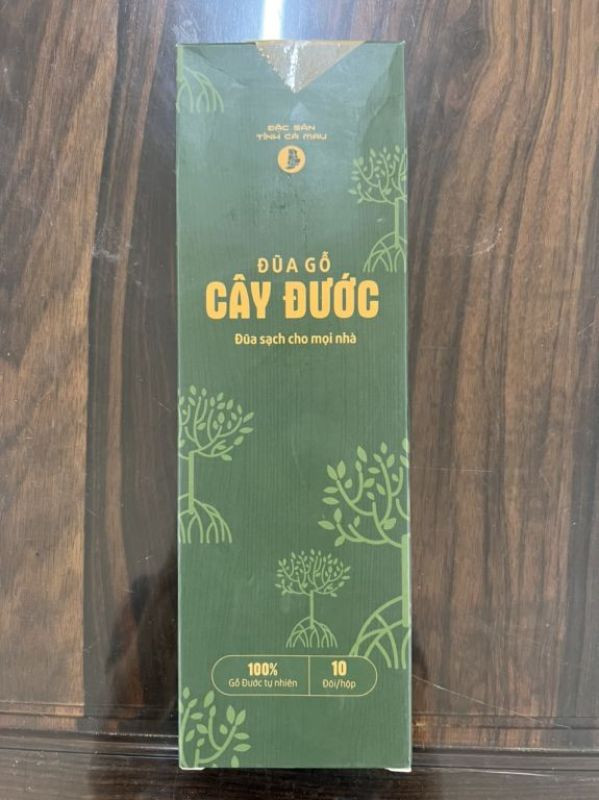 ĐẶC SẢN
TỈNH CÀ MAU
ĐŨA GỖ
CÂY ĐƯỚC
Đũa sạch cho mọi nhà
100%
Gỗ Đước tự nhiên
10
Đôi/hộp